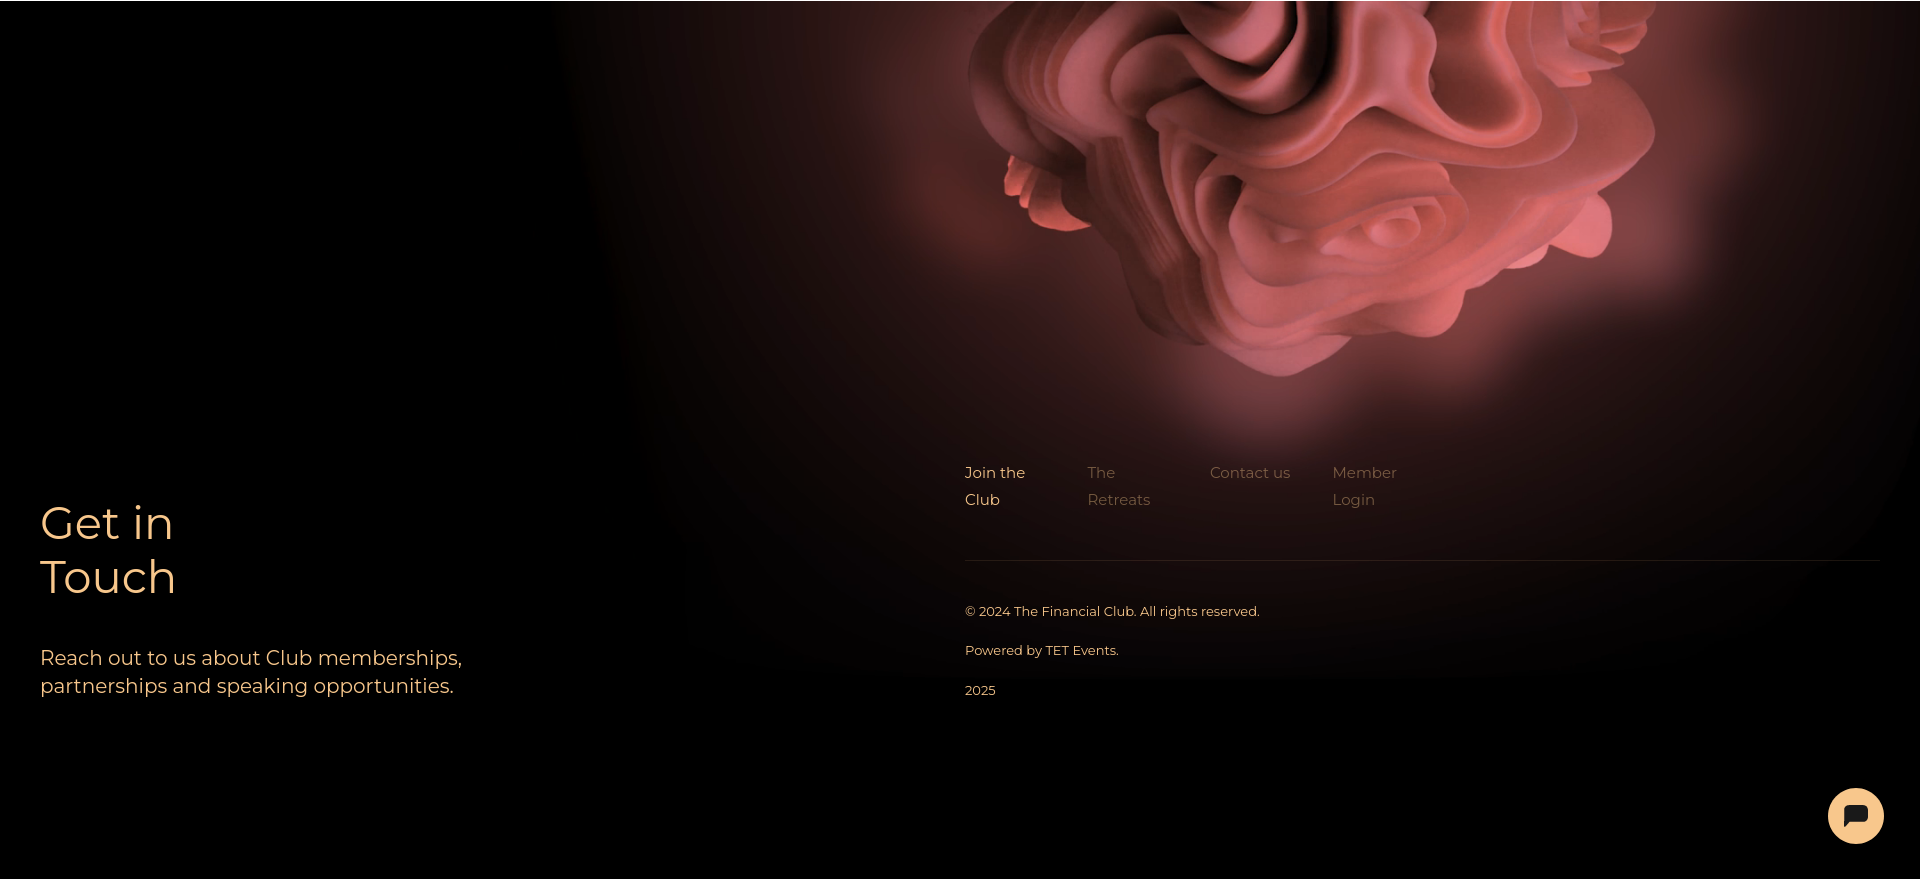 Get in
Touch
Reach out to us about Club memberships,
partnerships and speaking opportunities.
Join the
Club
The
Retreats
Contact us
Member
Login
© 2024 The Financial Club. All rights reserved.
Powered by TET Events.
2025